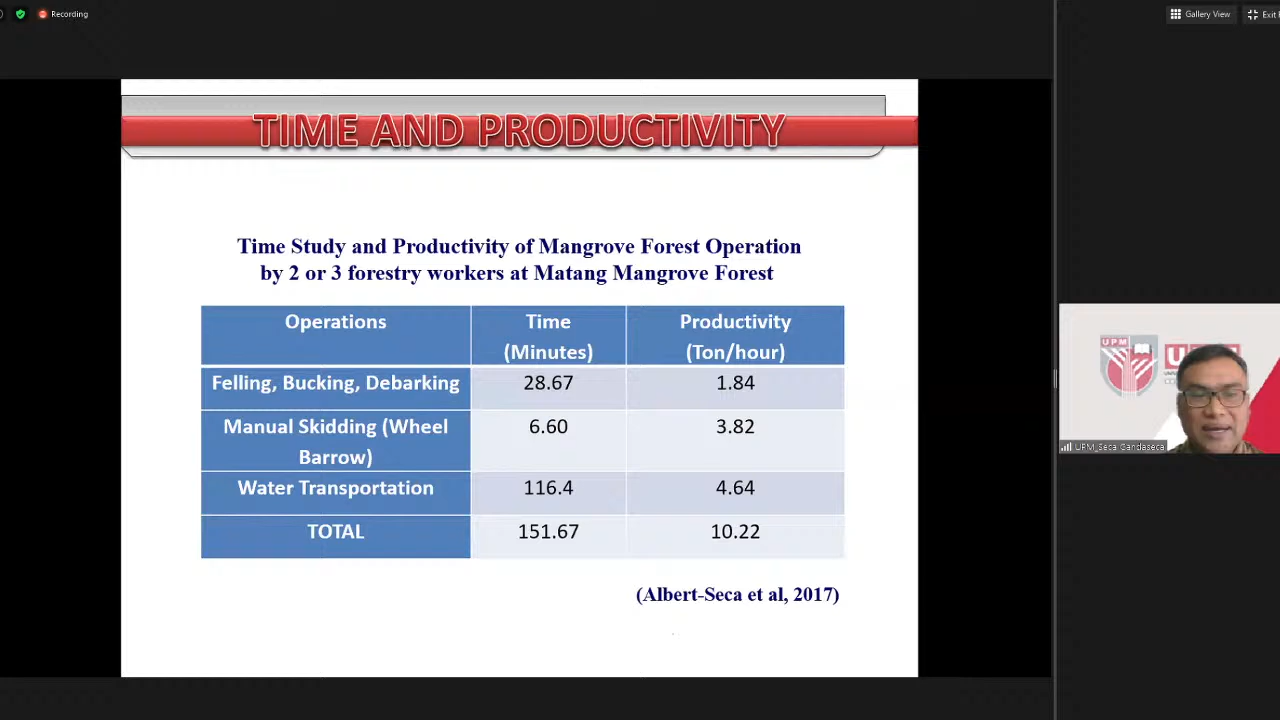 Recording
Gallery View
Exit
TIME AND PRODUCTIVITY
Time Study and Productivity of Mangrove Forest Operation
by 2 or 3 forestry workers at Matang Mangrove Forest
Operations
Time
(Minutes)
Productivity
(Ton/hour)
Felling, Bucking, Debarking
28.67
1.84
Manual Skidding (Wheel
Barrow)
6.60
3.82
Water Transportation
116.4
4.64
TOTAL
151.67
10.22
(Albert-Seca et al, 2017)
UPM
UPM_Seca Gandaseca